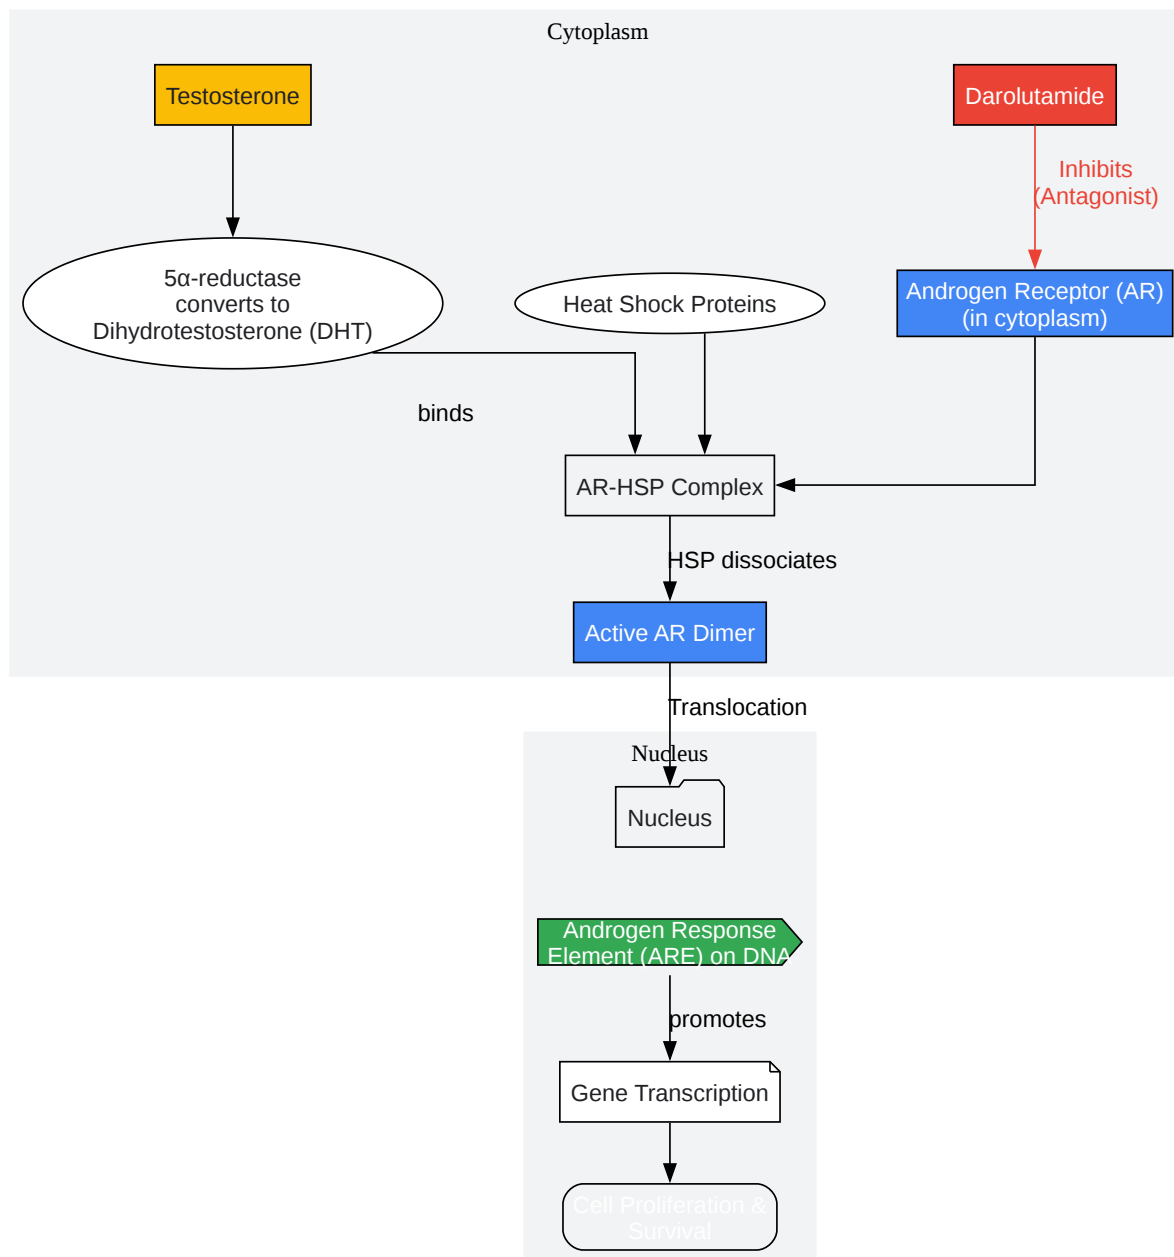 Cytoplasm
Testosterone
Darolutamide
Inhibits
(Antagonist)
5α-reductase
converts to
Dihydrotestosterone (DHT)
Heat Shock Proteins
Androgen Receptor (AR)
(in cytoplasm)
binds
AR-HSP Complex
HSP dissociates
Active AR Dimer
Translocation
Nucleus
Nucleus
Androgen Response
Element (ARE) on DNA
promotes
Gene Transcription
Cell Proliferation &
Survival